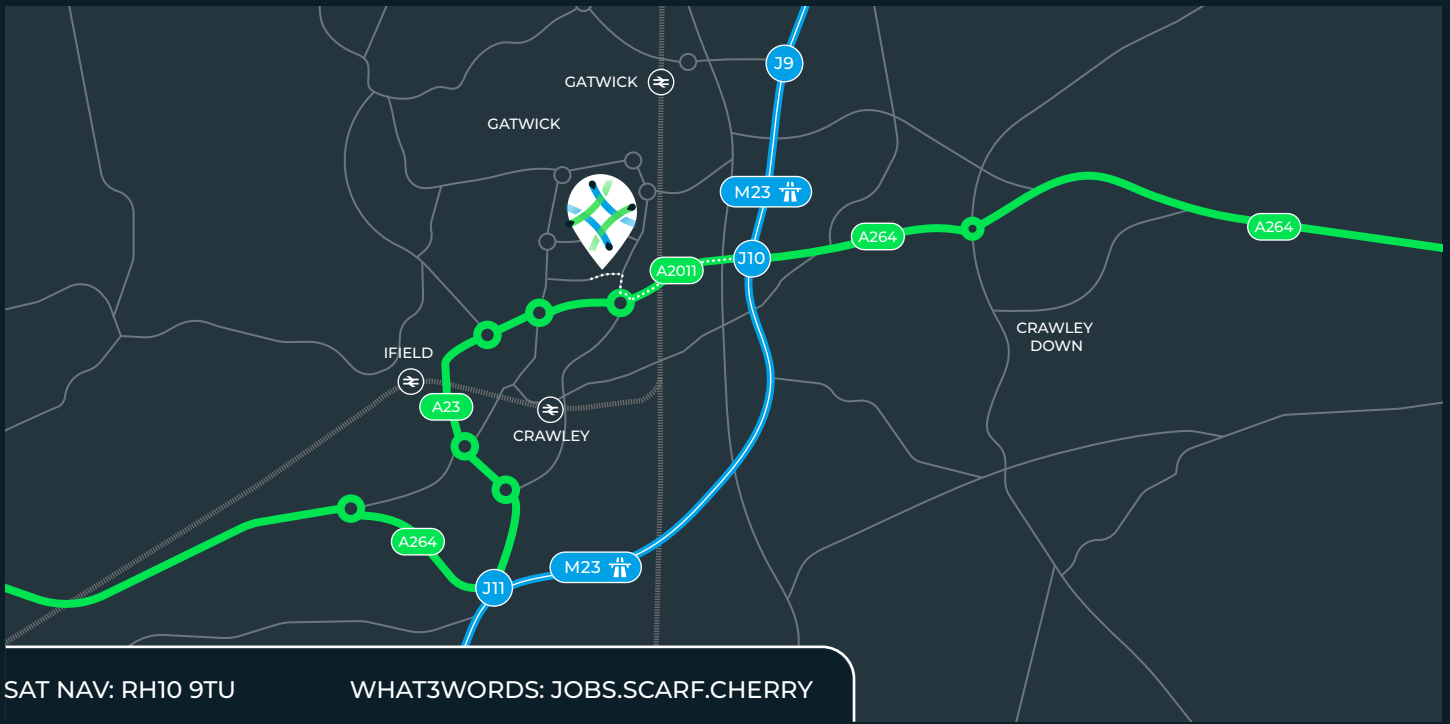 J9
GATWICK
GATWICK
M23
A264
A264
J10
A2011
CRAWLEY
DOWN
IFIELD
A23
CRAWLEY
A264
M23
J11
SAT NAV: RH10 9TU
WHAT3WORDS: JOBS.SCARF.CHERRY